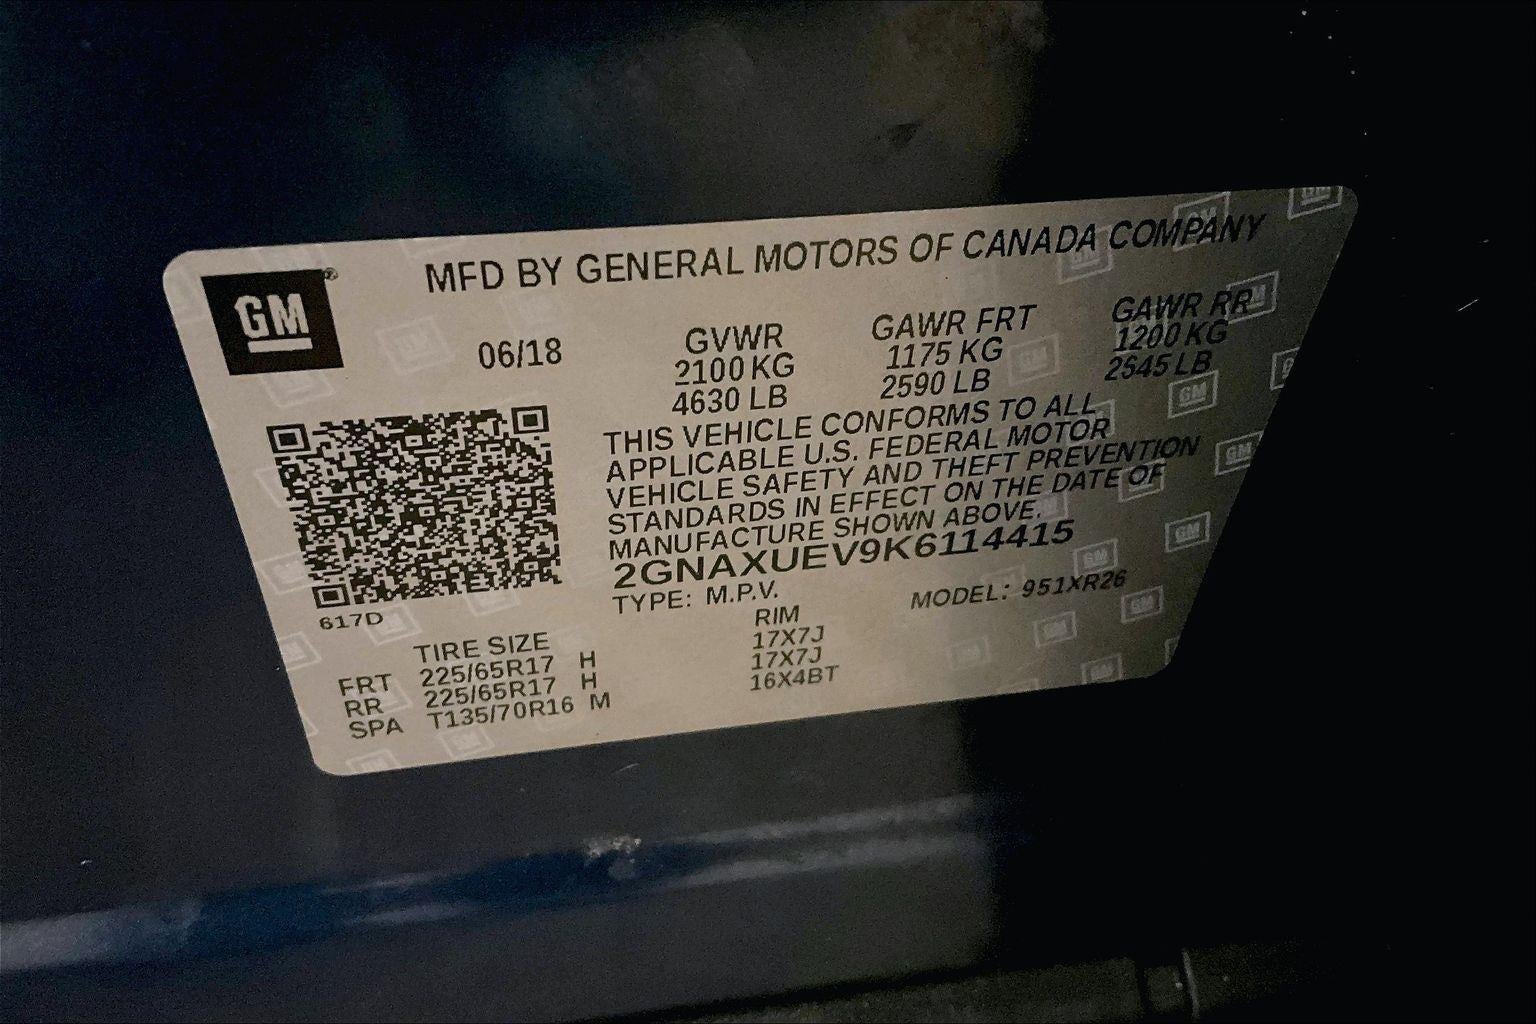 GM®
MFD BY GENERAL MOTORS OF CANADA COMPANY
06/18 GVWR GAWR FRT GAWR RR
2100 KG 1175 KG 1200 KG
4630 LB 2590 LB 2645 LB
THIS VEHICLE CONFORMS TO ALL
APPLICABLE U.S. FEDERAL MOTOR
VEHICLE SAFETY AND THEFT PREVENTION
STANDARDS IN EFFECT ON THE DATE OF
MANUFACTURE SHOWN ABOVE.
2GNAXUEV9K6114415
TYPE: M.P.V. MODEL: 951XR26
617D
TIRE SIZE RIM
FRT 225/65R17 H 17X7J
RR 225/65R17 H 17X7J
SPA T135/70R16 M 16X4BT